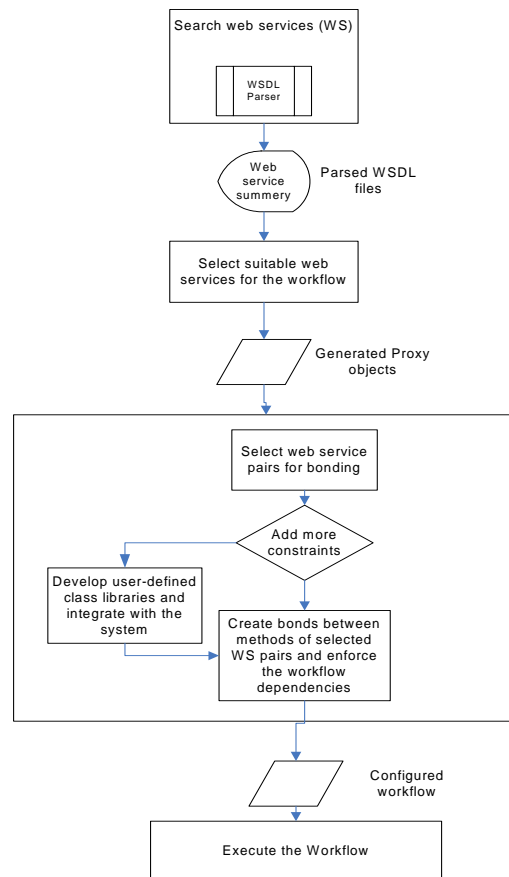 Search web services (WS)
WSDL
Parser
Web
service
summery
Parsed WSDL
files
Select suitable web
services for the workflow
Generated Proxy
objects
Select web service
pairs for bonding
Add more
constraints
Develop user-defined
class libraries and
integrate with the
system
Create bonds between
methods of selected
WS pairs and enforce
the workflow
dependencies
Configured
workflow
Execute the Workflow